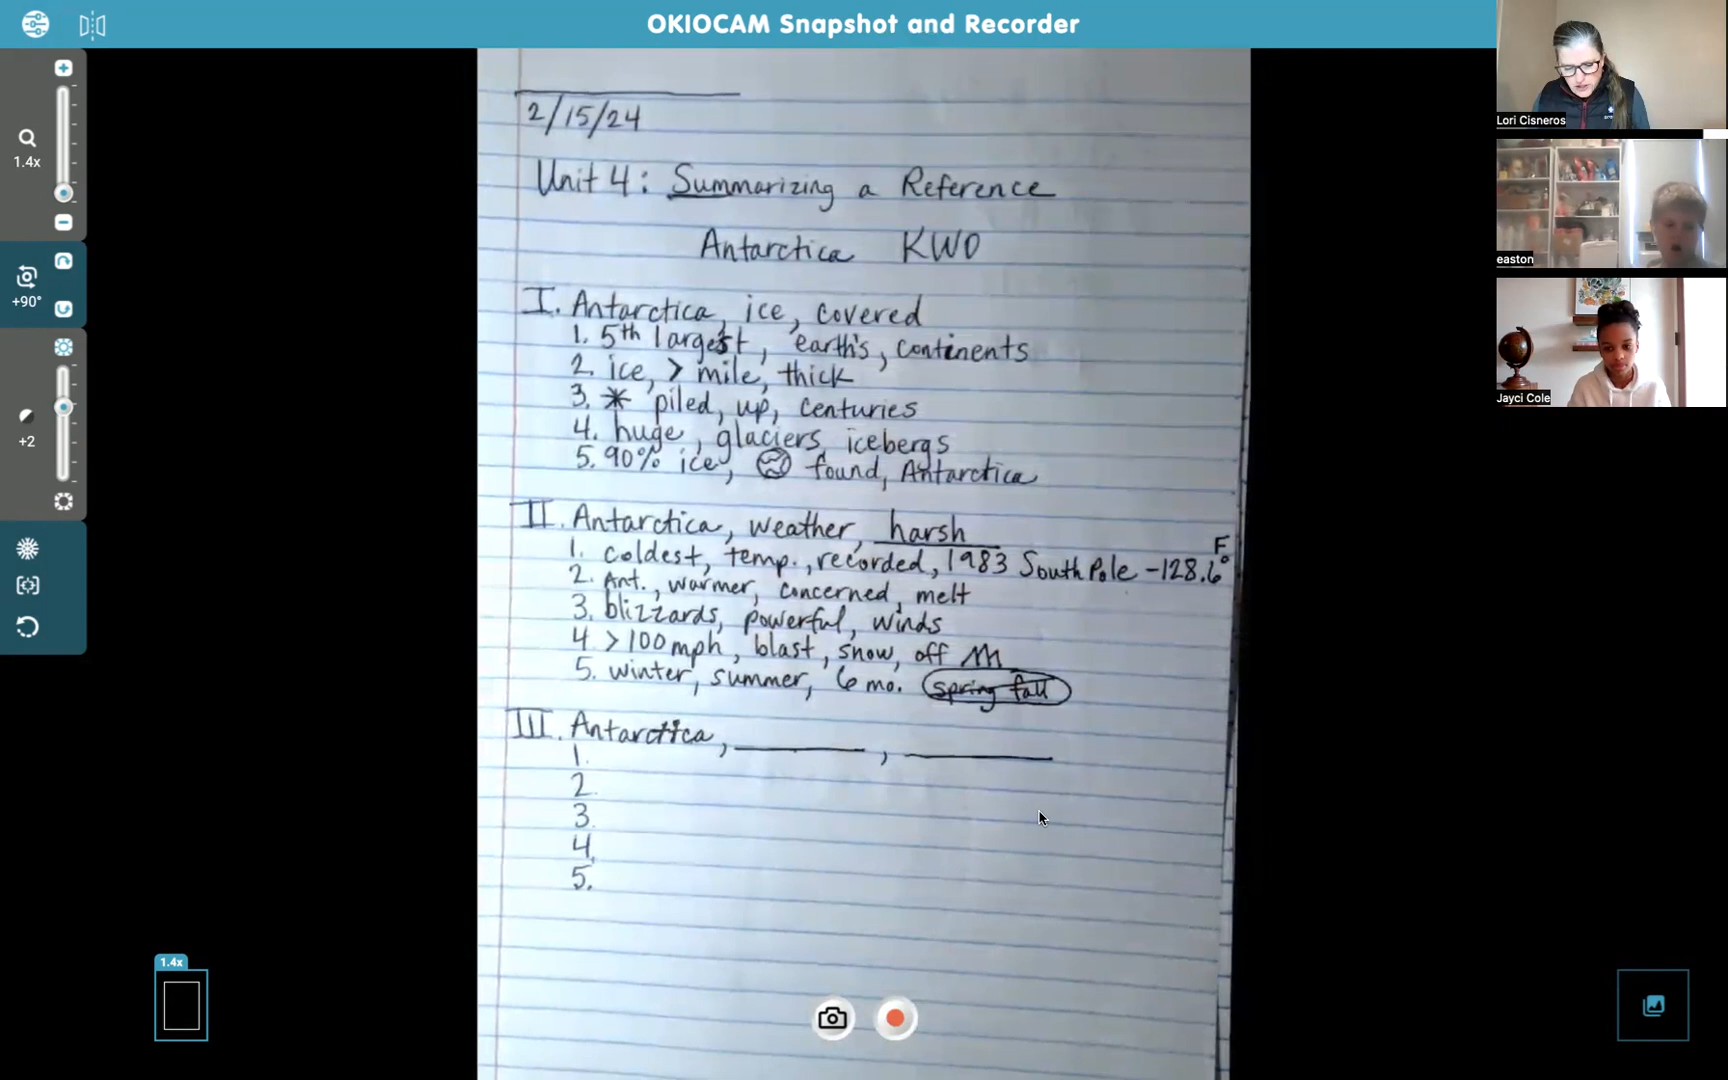 OKIOCAM Snapshot and Recorder
1.4x
+90°
+2
Lori Cisneros
easton
Jayci Cole
2/15/24
Unit 4: Summarizing a Reference
Antarctica KWO
I. Antarctica, ice, covered
1. 5th largest, earth's, continents
2. ice, > mile, thick
3. * piled, up, centuries
4. huge, glaciers, icebergs
5. 90% ice, found, Antarctica
II. Antarctica, weather, harsh
1. coldest, temp., recorded, 1983 South Pole -128.6° F
2. Ant., warmer, concerned, melt
3. blizzards, powerful, winds
4 >100 mph, blast, snow, off
5. winter, summer, 6 mo. spring fall
III. Antarctica, ________, ________
1.
2.
3.
4.
5.
1.4x